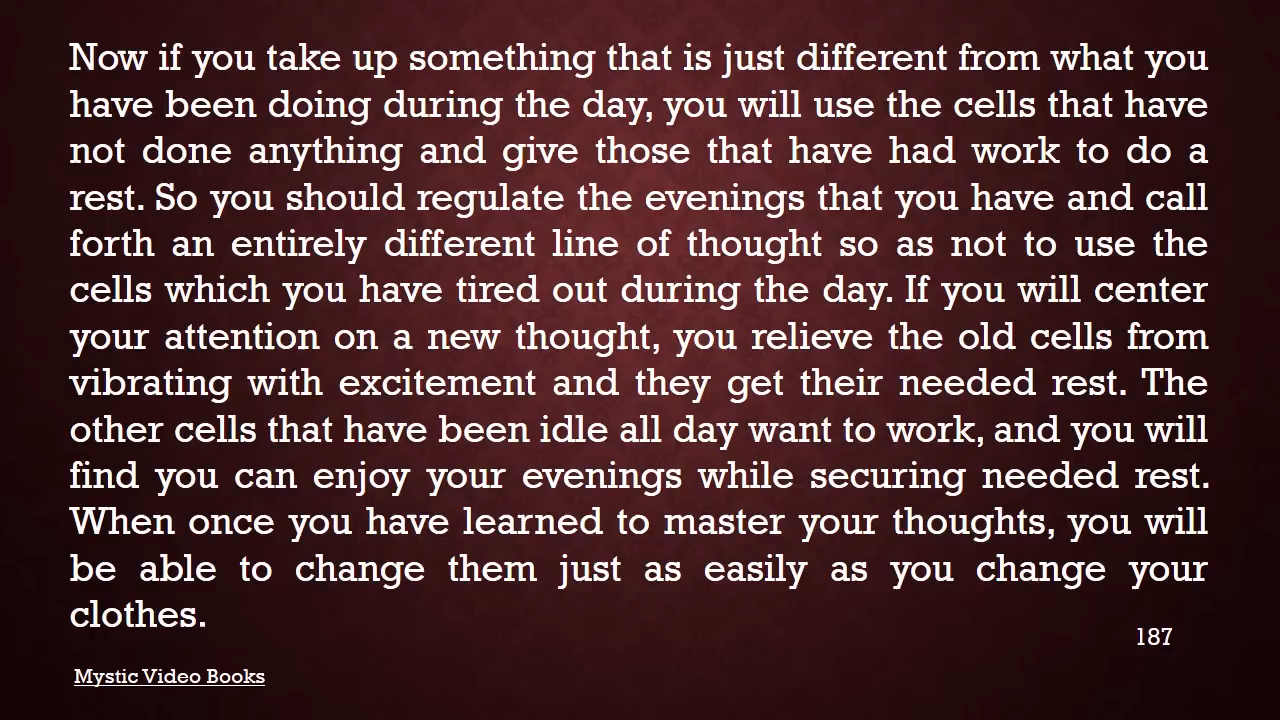 Now if you take up something that is just different from what you
have been doing during the day, you will use the cells that have
not done anything and give those that have had work to do a
rest. So you should regulate the evenings that you have and call
forth an entirely different line of thought so as not to use the
cells which you have tired out during the day. If you will center
your attention on a new thought, you relieve the old cells from
vibrating with excitement and they get their needed rest. The
other cells that have been idle all day want to work, and you will
find you can enjoy your evenings while securing needed rest.
When once you have learned to master your thoughts, you will
be able to change them just as easily as you change your
clothes.
187
Mystic Video Books